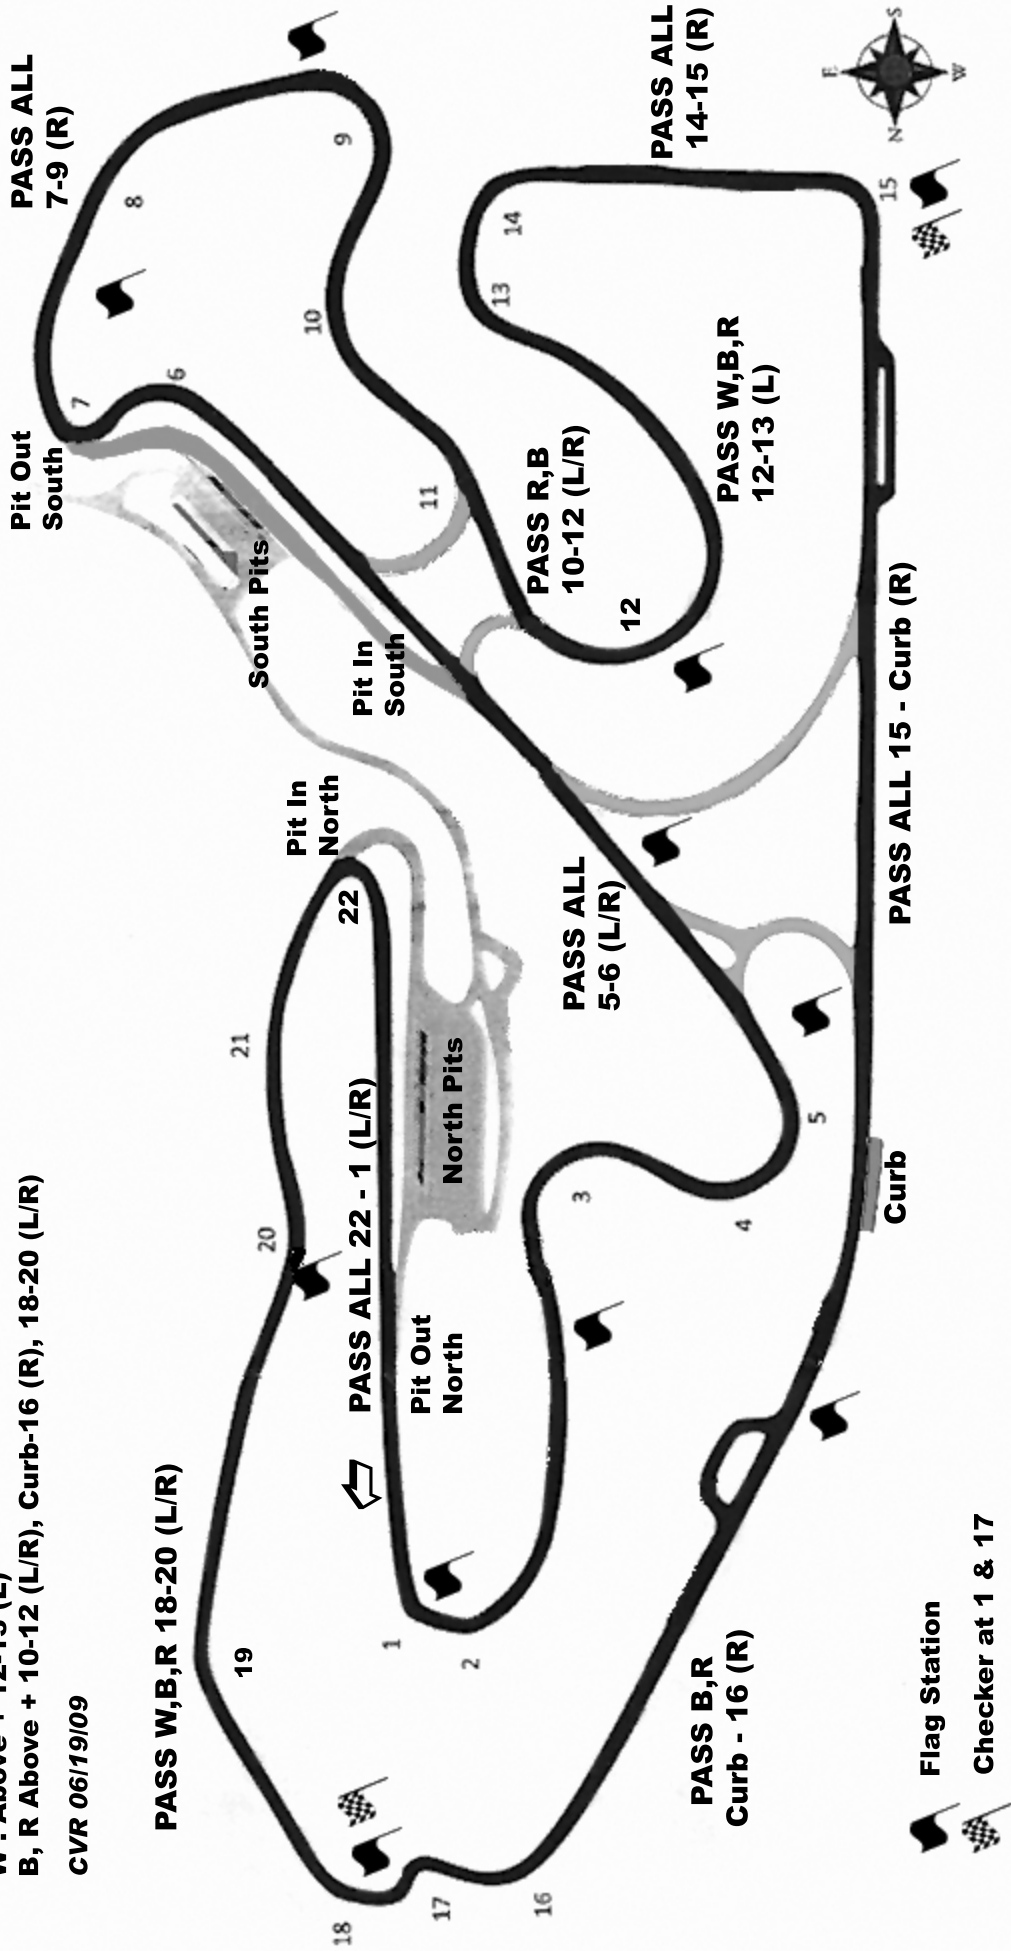 W : Above + 12-13 (L)
B, R Above + 10-12 (L/R), Curb-16 (R), 18-20 (L/R)
CVR 06/19/09
PASS ALL
7-9 (R)
Pit Out
South
7
8
6
9
10
PASS W,B,R 18-20 (L/R)
19
20
21
South Pits
Pit In
North
22
Pit In
South
11
18
1
PASS ALL 22 - 1 (L/R)
Pit Out
North
North Pits
17
2
16
3
PASS ALL
5-6 (L/R)
PASS R,B
10-12 (L/R)
12
13
14
PASS ALL
14-15 (R)
PASS W,B,R
12-13 (L)
4
5
PASS B,R
Curb - 16 (R)
Curb
PASS ALL 15 - Curb (R)
15
E
N
S
W
Flag Station
Checker at 1 & 17